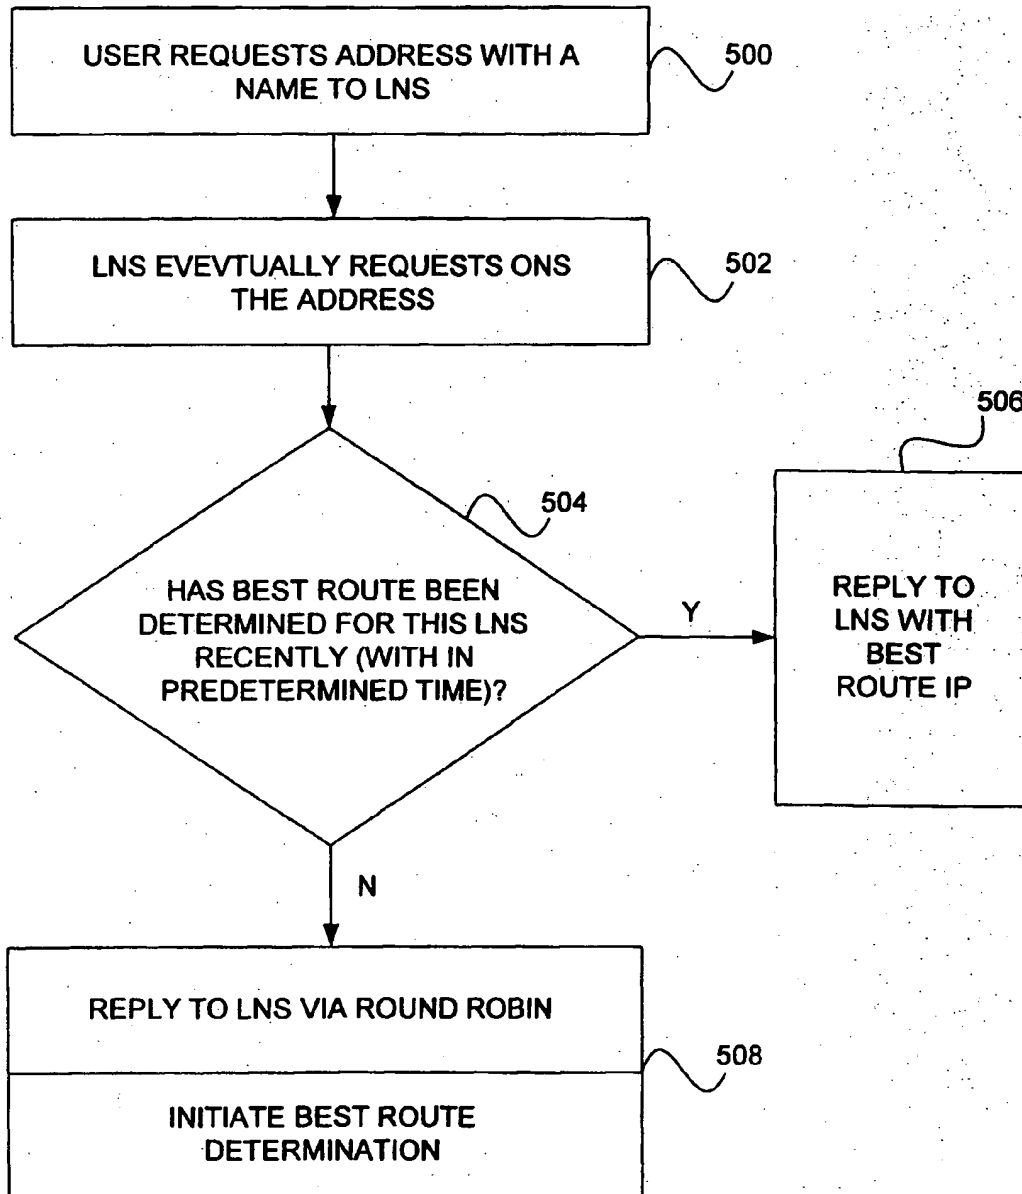 USER REQUESTS ADDRESS WITH A
NAME TO LNS
500
LNS EVEVTUALLY REQUESTS ONS
THE ADDRESS
502
506
504
HAS BEST ROUTE BEEN
DETERMINED FOR THIS LNS
RECENTLY (WITH IN
PREDETERMINED TIME)?
Y
REPLY TO
LNS WITH
BEST
ROUTE IP
N
REPLY TO LNS VIA ROUND ROBIN
508
INITIATE BEST ROUTE
DETERMINATION